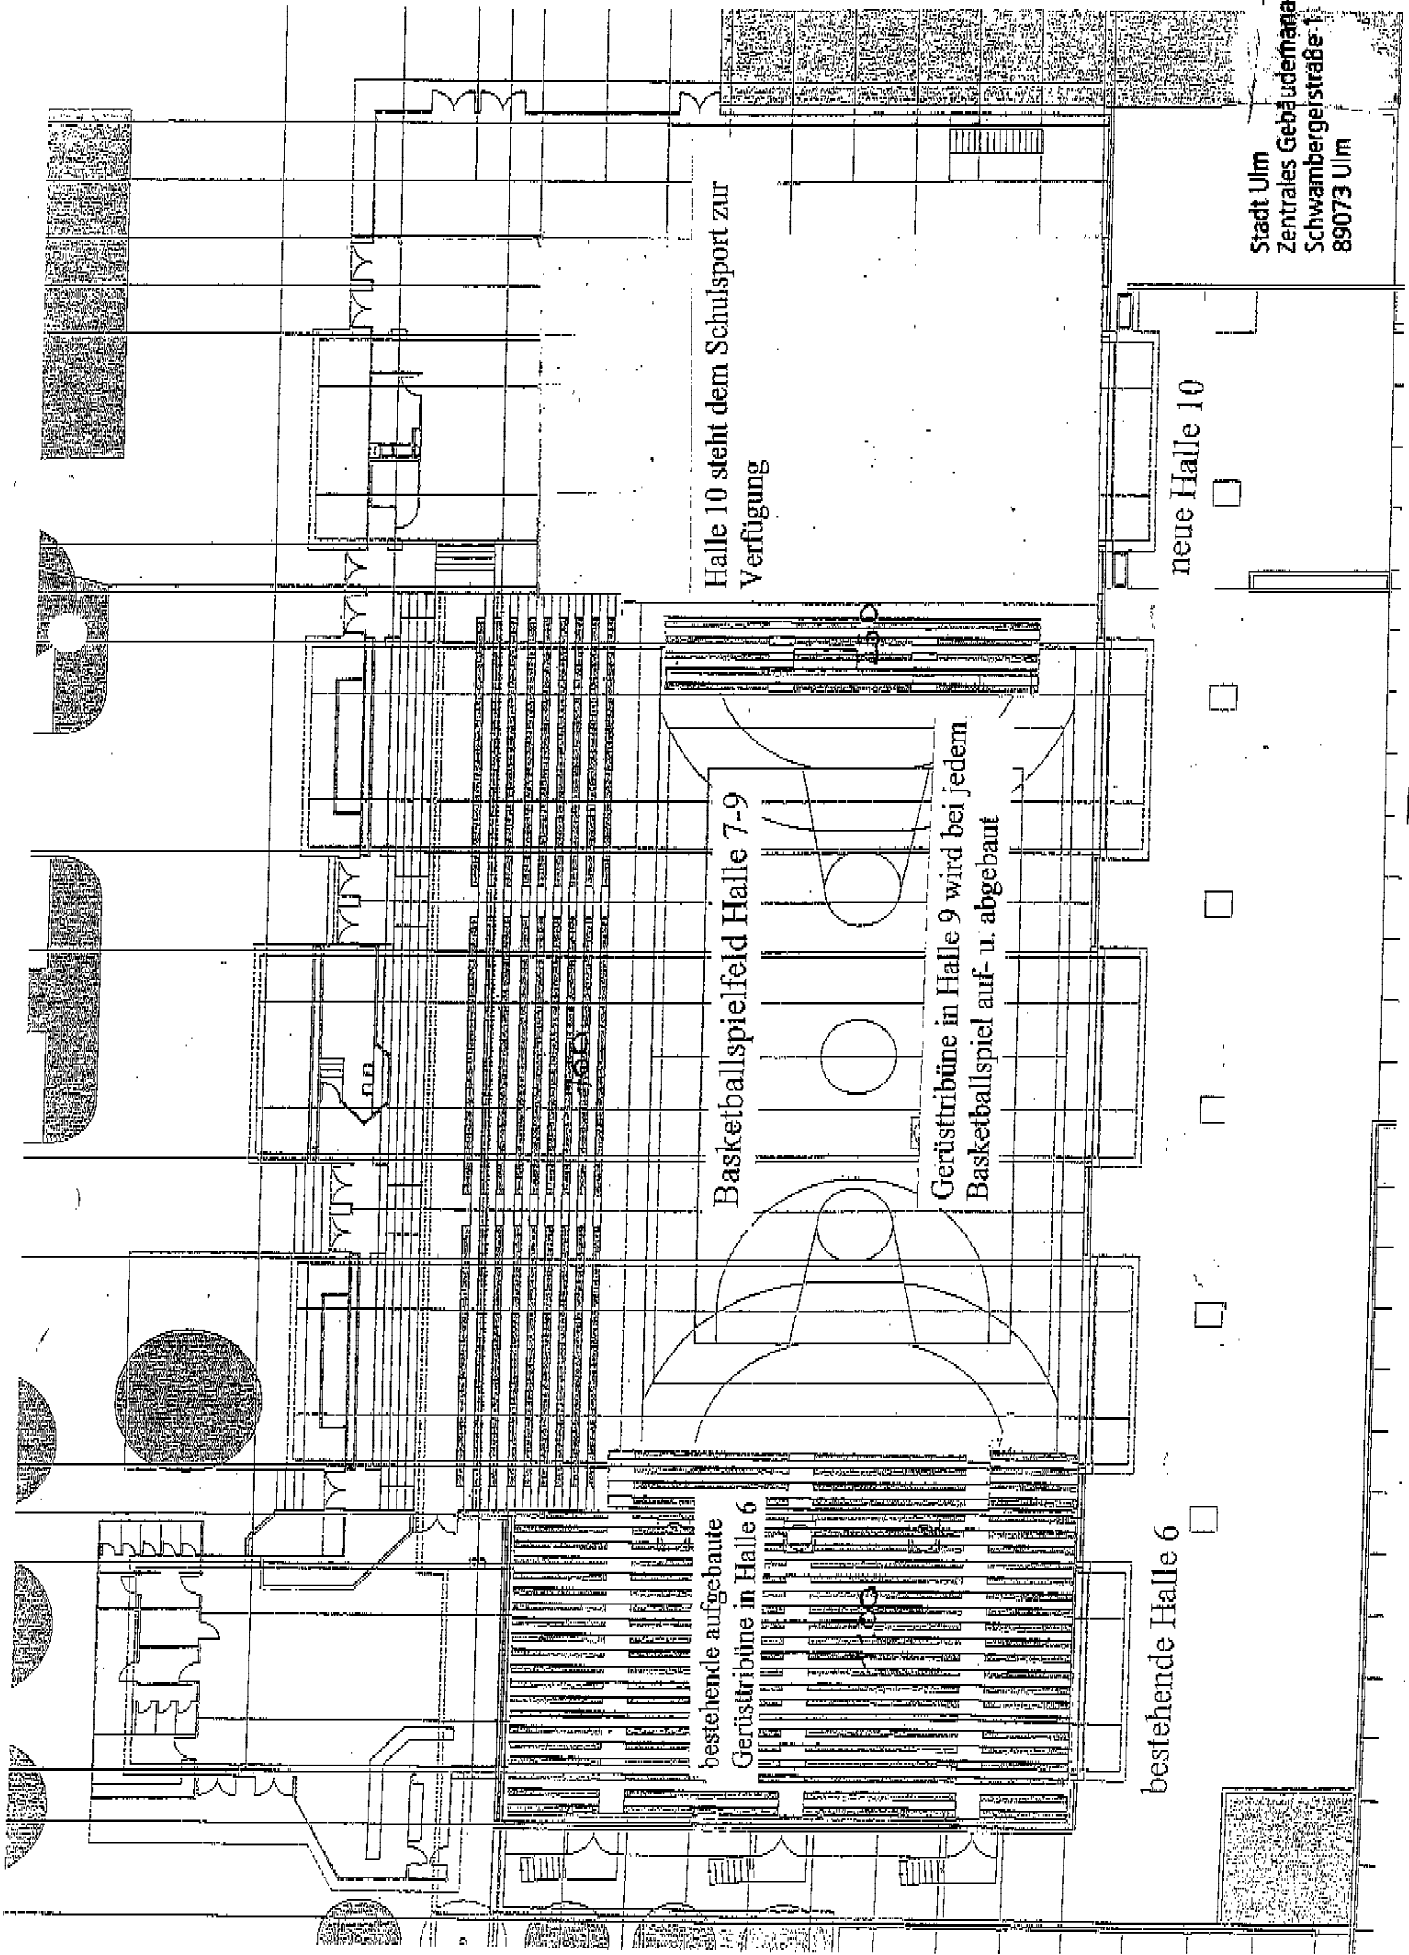 Stadt Ulm
Zentrales Gebäudemana
Schwambergerstraße 1
89073 Ulm
Halle 10 steht dem Schulsport zur
Verfügung
neue Halle 10
Basketballspielfeld Halle 7-9
Gerüsttribüne in Halle 9 wird bei jedem
Basketballspiel auf- u. abgebaut
bestehende aufgebaute
Gerüsttribüne in Halle 6
bestehende Halle 6